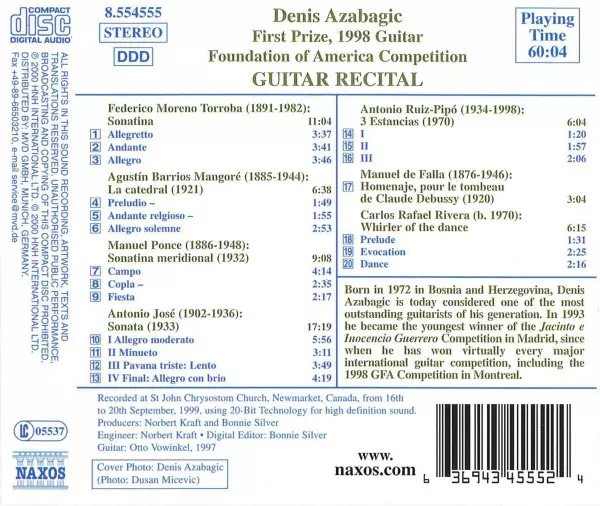 COMPACT
disc
DIGITAL AUDIO
8.554555
STEREO
DDD
Denis Azabagic
First Prize, 1998 Guitar
Foundation of America Competition
GUITAR RECITAL
Playing
Time
60:04
ALL RIGHTS IN THIS SOUND RECORDING, ARTWORK, TEXTS AND
TRANSLATIONS RESERVED. UNAUTHORISED PUBLIC PERFORMANCE,
BROADCASTING AND COPYING OF THIS COMPACT DISC PROHIBITED.
℗ 2000 HNH INTERNATIONAL LTD. © 2000 HNH INTERNATIONAL LTD.
DISTRIBUTED BY: MVD GMBH, MUNICH, GERMANY.
Fax +49-89-66503210, e-mail service@mvd.de
Federico Moreno Torroba (1891-1982):
Sonatina 11:04
1 Allegretto 3:37
2 Andante 3:41
3 Allegro 3:46
Agustín Barrios Mangoré (1885-1944):
La catedral (1921) 6:38
4 Preludio – 1:49
5 Andante relgioso – 1:55
6 Allegro solemne 2:53
Manuel Ponce (1886-1948):
Sonatina meridional (1932) 9:08
7 Campo 4:14
8 Copla – 2:35
9 Fiesta 2:17
Antonio José (1902-1936):
Sonata (1933) 17:19
10 I Allegro moderato 5:56
11 II Minueto 3:11
12 III Pavana triste: Lento 3:49
13 IV Final: Allegro con brio 4:19
Antonio Ruiz-Pipó (1934-1998):
3 Estancias (1970) 6:04
14 I 1:20
15 II 1:57
16 III 2:06
Manuel de Falla (1876-1946):
17 Homenaje, pour le tombeau
de Claude Debussy (1920) 3:04
Carlos Rafael Rivera (b. 1970):
Whirler of the dance 6:15
18 Prelude 1:31
19 Evocation 2:25
20 Dance 2:16
Born in 1972 in Bosnia and Herzegovina, Denis
Azabagic is today considered one of the most
outstanding guitarists of his generation. In 1993
he became the youngest winner of the Jacinto e
Inocencio Guerrero Competition in Madrid, since
when he has won virtually every major
international guitar competition, including the
1998 GFA Competition in Montreal.
Recorded at St John Chrysostom Church, Newmarket, Canada, from 16th
to 20th September, 1999, using 20-Bit Technology for high definition sound.
Producers: Norbert Kraft and Bonnie Silver
Engineer: Norbert Kraft • Digital Editor: Bonnie Silver
Guitar: Otto Vowinkel, 1997
LC 05537
NAXOS
Cover Photo: Denis Azabagic
(Photo: Dusan Micevic)
www.
naxos.com
6 36943 45552 4